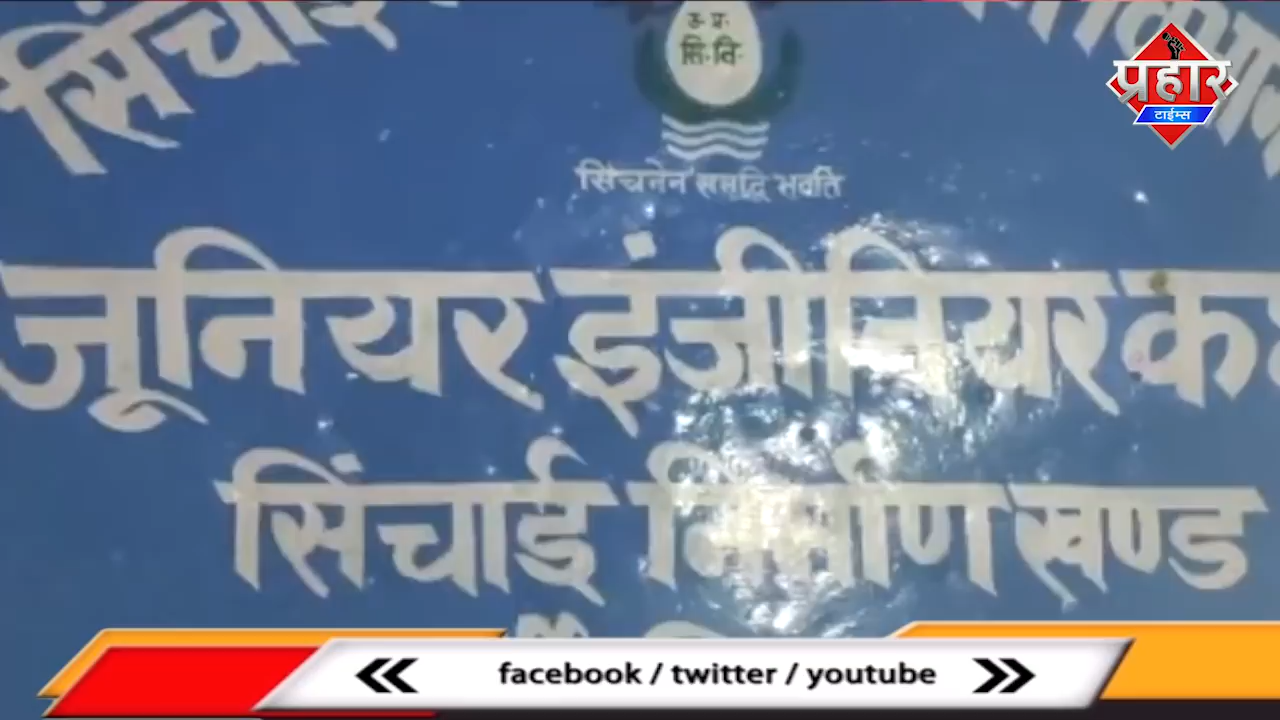 सिंचाई
उ. प्र.
सिं. वि.
प्रहार
टाईम्स
सिंचनेन समृद्धि भवति
जूनियर इंजीनियर
सिंचाई निर्माण खण्ड
facebook / twitter / youtube